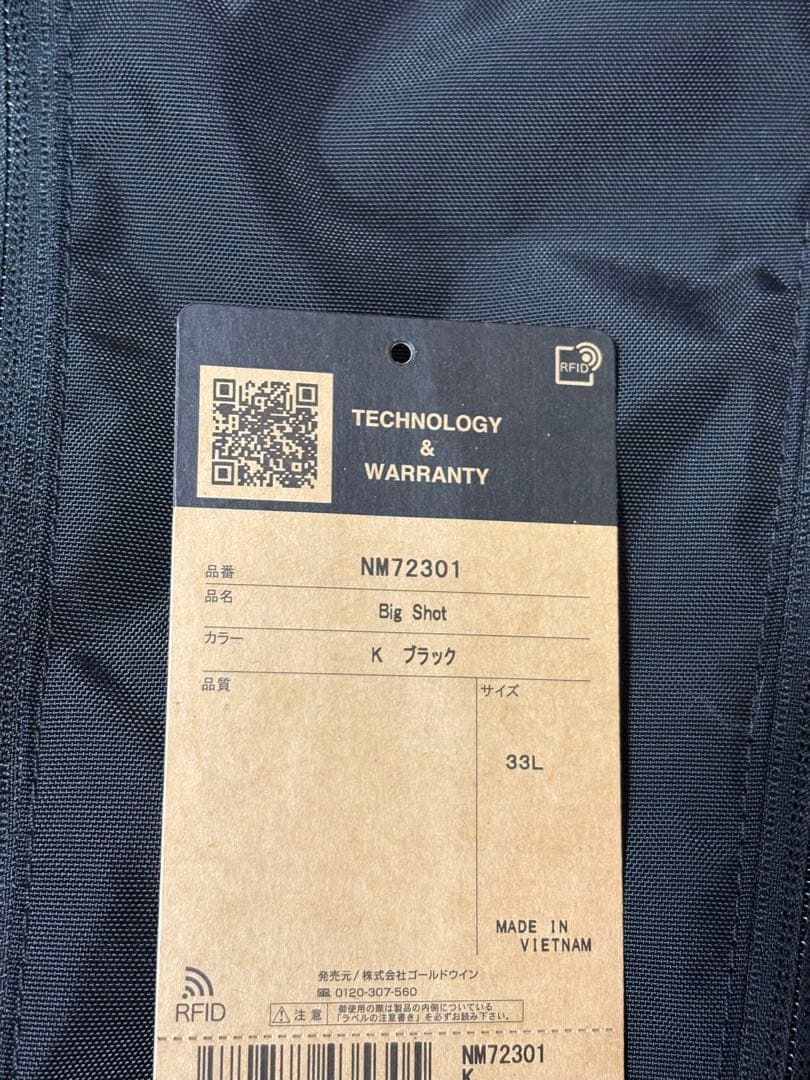 RFID
TECHNOLOGY
&
WARRANTY
品番 NM72301
品名 Big Shot
カラー K ブラック
品質 サイズ
33L
MADE IN
VIETNAM
発売元/株式会社ゴールドウイン
0120-307-560
RFID
注意 御使用の際は製品の内側についている
「ラベルの注意書き」を必ずお読み下さい。
NM72301
K